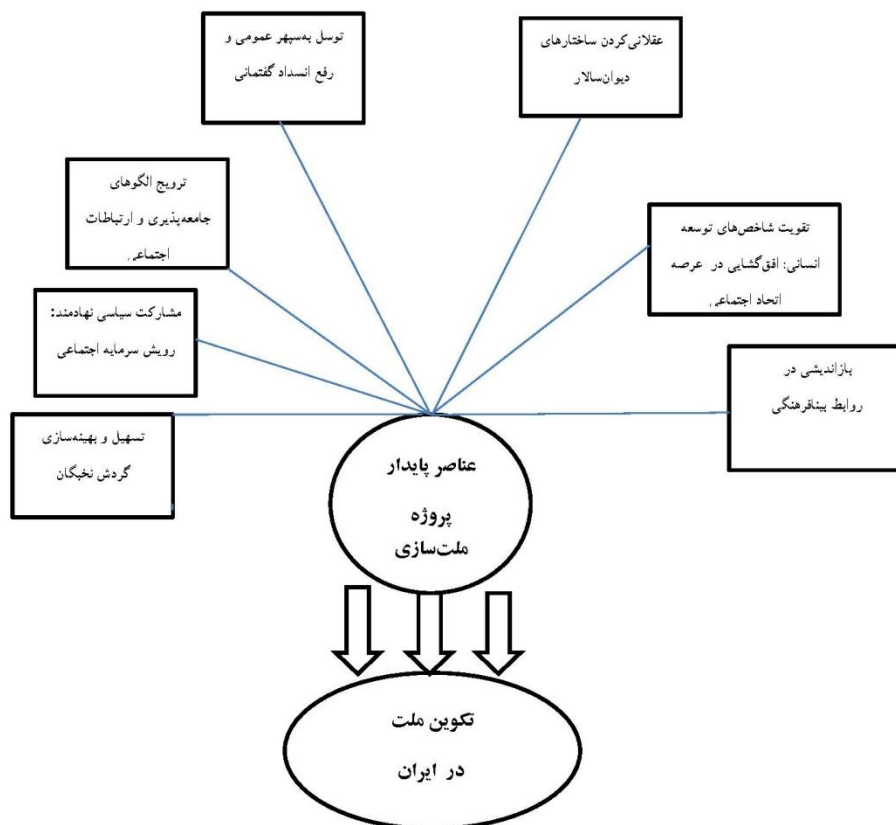 توسل به‌سپهر عمومی و
رفع انسداد گفتمانی
عقلانی‌کردن ساختارهای
دیوان‌سالار
ترویج الگوهای
جامعه‌پذیری و ارتباطات
اجتماعی
تقویت شاخص‌های توسعه
انسانی: افق‌گشایی در عرصه
اتحاد اجتماعی
مشارکت سیاسی نهادمند:
رویش سرمایه اجتماعی
بازاندیشی در
روابط بینافرهنگی
تسهیل و بهینه‌سازی
گردش نخبگان
عناصر پایدار
پروژه
ملت‌سازی
تکوین ملت
در ایران